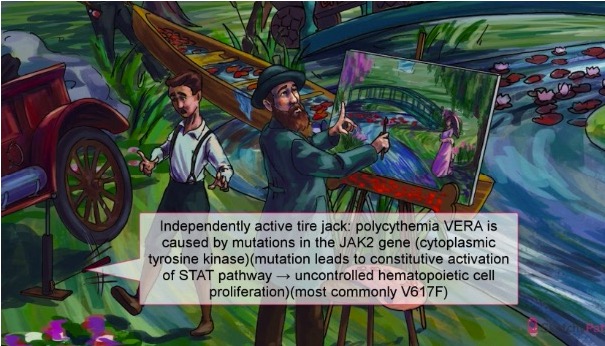 Independently active tire jack: polycythemia VERA is
caused by mutations in the JAK2 gene (cytoplasmic
tyrosine kinase)(mutation leads to constitutive activation
of STAT pathway → uncontrolled hematopoietic cell
proliferation)(most commonly V617F)